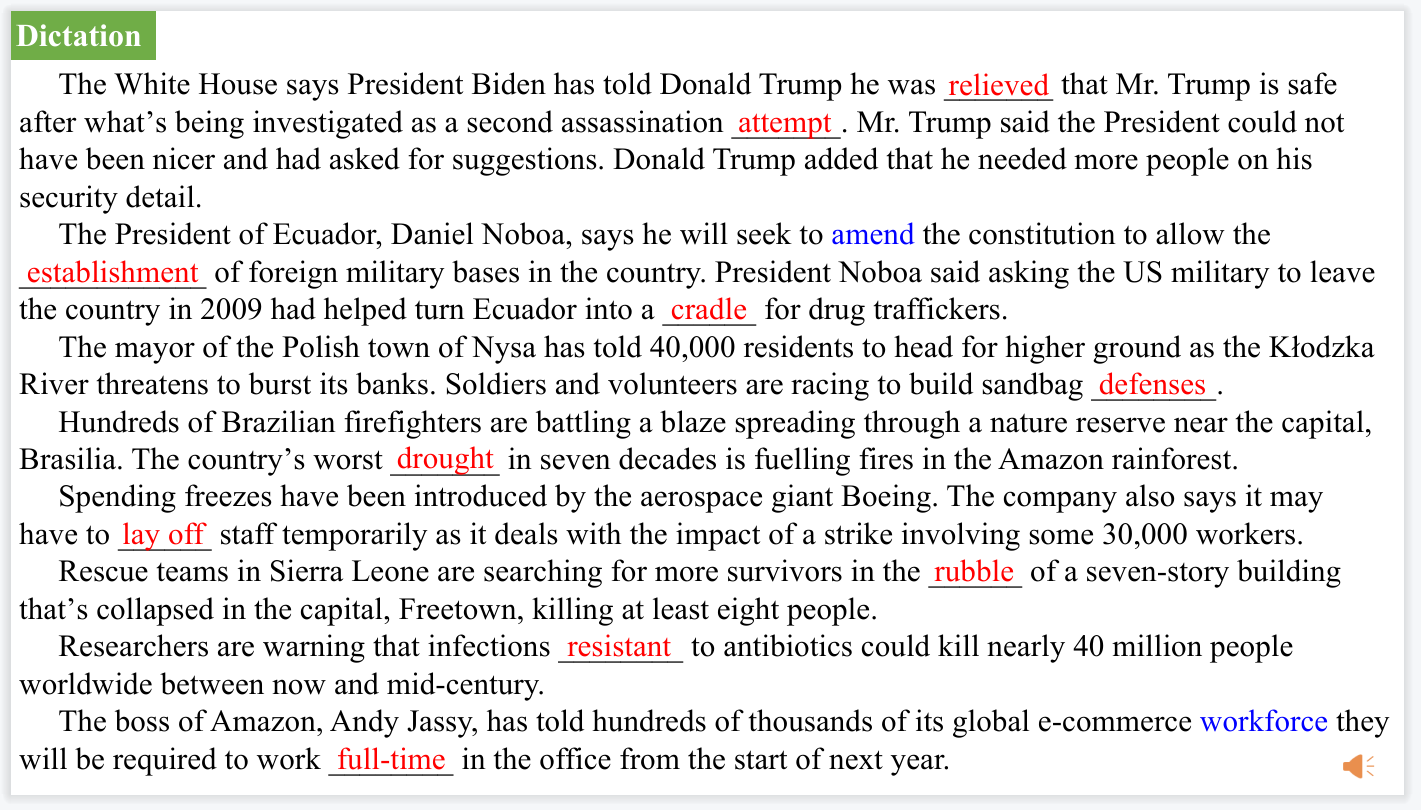 Dictation
The White House says President Biden has told Donald Trump he was relieved that Mr. Trump is safe
after what’s being investigated as a second assassination attempt . Mr. Trump said the President could not
have been nicer and had asked for suggestions. Donald Trump added that he needed more people on his
security detail.
The President of Ecuador, Daniel Noboa, says he will seek to amend the constitution to allow the
establishment of foreign military bases in the country. President Noboa said asking the US military to leave
the country in 2009 had helped turn Ecuador into a cradle for drug traffickers.
The mayor of the Polish town of Nysa has told 40,000 residents to head for higher ground as the Kłodzka
River threatens to burst its banks. Soldiers and volunteers are racing to build sandbag defenses .
Hundreds of Brazilian firefighters are battling a blaze spreading through a nature reserve near the capital,
Brasilia. The country’s worst drought in seven decades is fuelling fires in the Amazon rainforest.
Spending freezes have been introduced by the aerospace giant Boeing. The company also says it may
have to lay off staff temporarily as it deals with the impact of a strike involving some 30,000 workers.
Rescue teams in Sierra Leone are searching for more survivors in the rubble of a seven-story building
that’s collapsed in the capital, Freetown, killing at least eight people.
Researchers are warning that infections resistant to antibiotics could kill nearly 40 million people
worldwide between now and mid-century.
The boss of Amazon, Andy Jassy, has told hundreds of thousands of its global e-commerce workforce they
will be required to work full-time in the office from the start of next year.